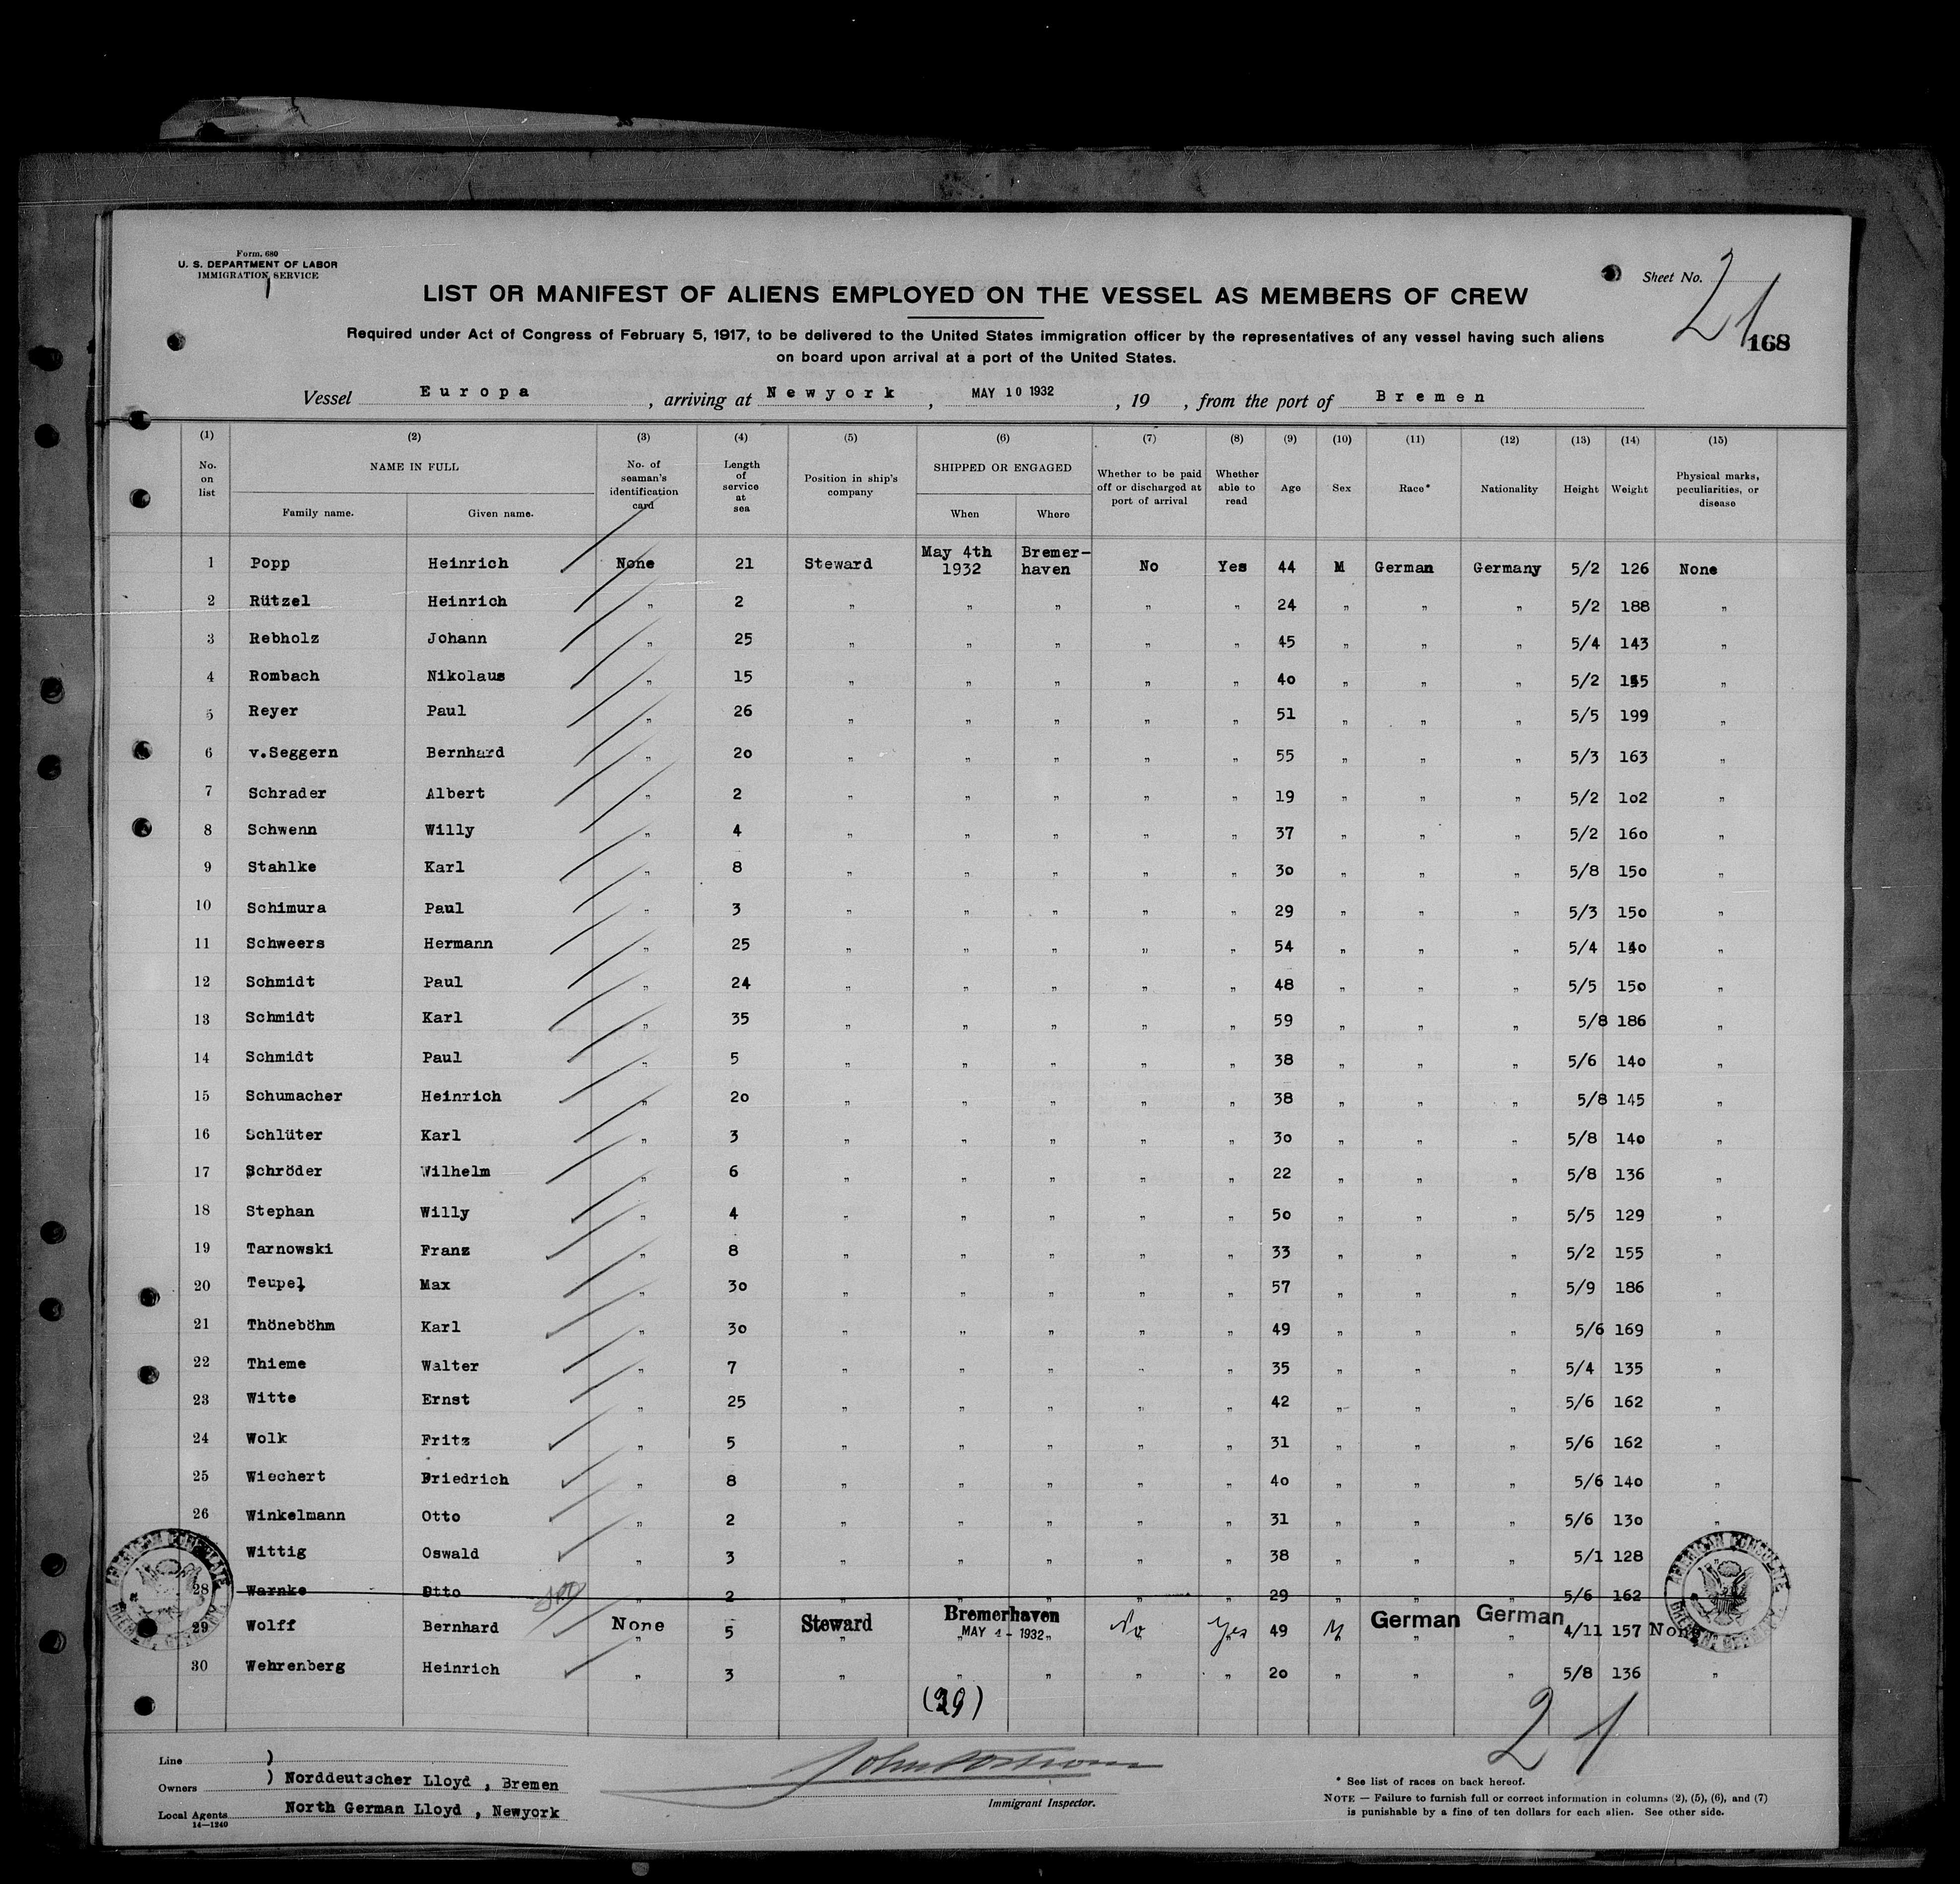 Form. 680
U. S. DEPARTMENT OF LABOR
IMMIGRATION SERVICE
Sheet No. 21
LIST OR MANIFEST OF ALIENS EMPLOYED ON THE VESSEL AS MEMBERS OF CREW
168
Required under Act of Congress of February 5, 1917, to be delivered to the United States immigration officer by the representatives of any vessel having such aliens
on board upon arrival at a port of the United States.
Vessel Europa , arriving at Newyork , MAY 10 1932 , 19 , from the port of Bremen
(1) (2) (3) (4) (5) (6) (7) (8) (9) (10) (11) (12) (13) (14) (15)
No. on list NAME IN FULL Family name. Given name. No. of seaman's identification card Length of service at sea Position in ship's company SHIPPED OR ENGAGED When Where Whether to be paid off or discharged at port of arrival Whether able to read Age Sex Race* Nationality Height Weight Physical marks, peculiarities, or disease
1 Popp Heinrich None 21 Steward May 4th 1932 Bremer-haven No Yes 44 M German Germany 5/2 126 None
2 Rützel Heinrich " 2 " " " " " 24 " " " 5/2 188 "
3 Rebholz Johann " 25 " " " " " 45 " " " 5/4 143 "
4 Rombach Nikolaus " 15 " " " " " 40 " " " 5/2 "
5 Reyer Paul " 26 " " " " " 51 " " " 5/5 199 "
6 v.Seggern Bernhard " 20 " " " " " 55 " " " 5/3 163 "
7 Schrader Albert " 2 " " " " " 19 " " " 5/2 102 "
8 Schwenn Willy " 4 " " " " " 37 " " " 5/2 160 "
9 Stahlke Karl " 8 " " " " " 30 " " " 5/8 150 "
10 Schimura Paul " 3 " " " " " 29 " " " 5/3 150 "
11 Schweers Hermann " 25 " " " " " 54 " " " 5/4 "
12 Schmidt Paul " 24 " " " " " 48 " " " 5/5 150 "
13 Schmidt Karl " 35 " " " " " 59 " " " 5/8 186 "
14 Schmidt Paul " 5 " " " " " 38 " " " 5/6 140 "
15 Schumacher Heinrich " 20 " " " " " 38 " " " 5/8 145 "
16 Schlüter Karl " 3 " " " " " 30 " " " 5/8 140 "
17 Schröder Wilhelm " 6 " " " " " 22 " " " 5/8 136 "
18 Stephan Willy " 4 " " " " " 50 " " " 5/5 129 "
19 Tarnowski Franz " 8 " " " " " 33 " " " 5/2 155 "
20 Teupel Max " 30 " " " " " 57 " " " 5/9 186 "
21 Thöneböhm Karl " 30 " " " " " 49 " " " 5/6 169 "
22 Thieme Walter " 7 " " " " " 35 " " " 5/4 135 "
23 Witte Ernst " 25 " " " " " 42 " " " 5/6 162 "
24 Wolk Fritz " 5 " " " " " 31 " " " 5/6 162 "
25 Wiechert Friedrich " 8 " " " " " 40 " " " 5/6 140 "
26 Winkelmann Otto " 2 " " " " " 31 " " " 5/6 130 "
Wittig Oswald " 3 " " " " " 38 " " " 5/1 128
28 Warnke Otto " 2 " " " " " 29 " " " 5/6 162
29 Wolff Bernhard None 5 Steward Bremerhaven MAY 4 - 1932 No Yes 49 M German German 4/11 157 None
30 Wehrenberg Heinrich " 3 " " " " " 20 " " " 5/8 136 "
(29)
21
AMERICAN CONSULATE BREMEN, GERMANY
AMERICAN CONSULATE BREMEN, GERMANY
Line )
Owners ) Norddeutscher Lloyd , Bremen
Local Agents North German Lloyd , Newyork
14—1240
Immigrant Inspector.
* See list of races on back hereof.
NOTE — Failure to furnish full or correct information in columns (2), (5), (6), and (7)
is punishable by a fine of ten dollars for each alien. See other side.